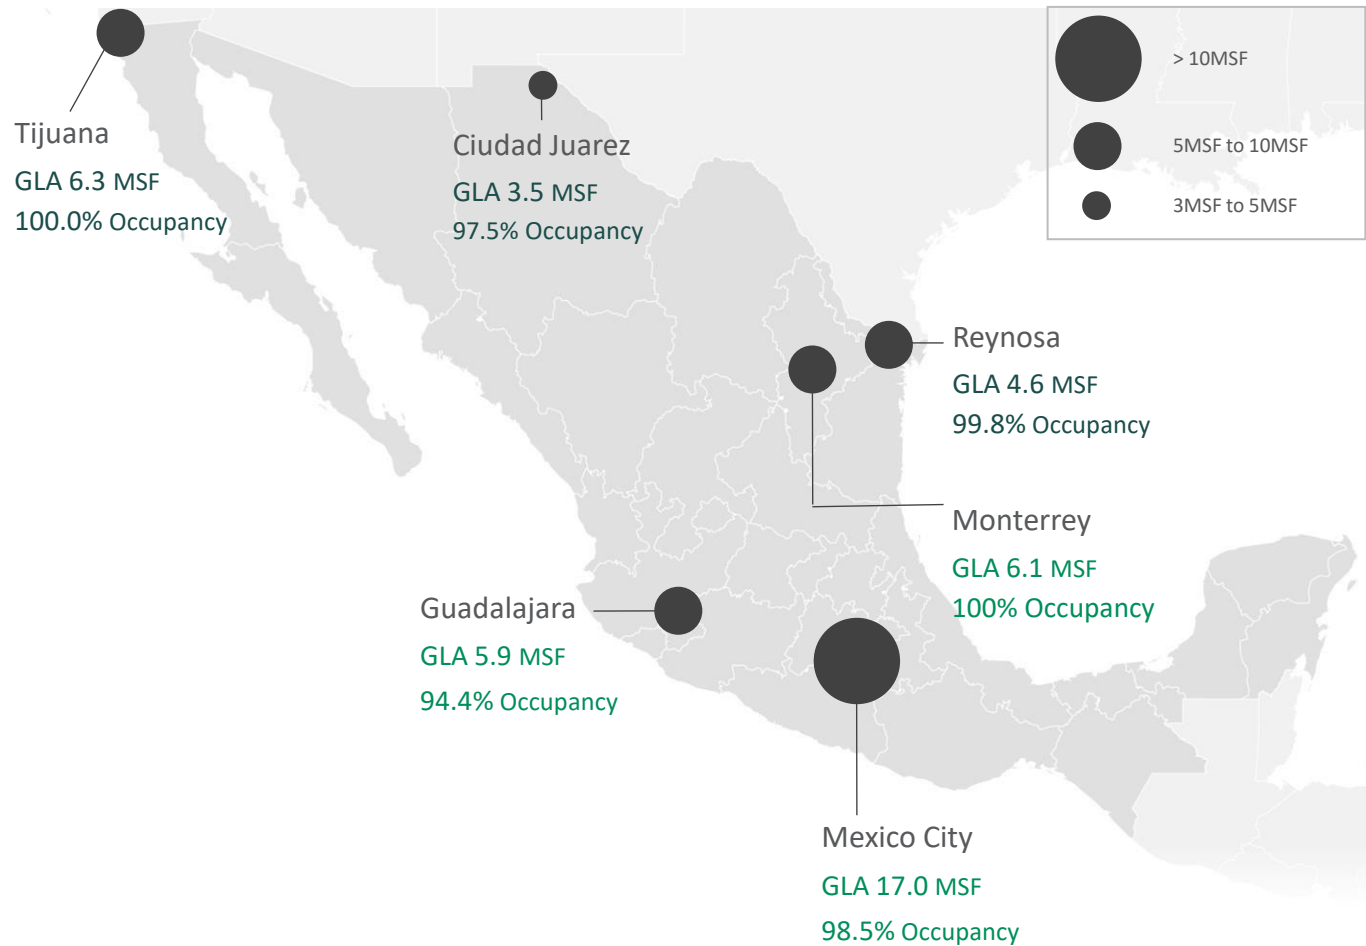 > 10MSF
5MSF to 10MSF
3MSF to 5MSF
Tijuana
GLA 6.3 MSF
100.0% Occupancy
Ciudad Juarez
GLA 3.5 MSF
97.5% Occupancy
Reynosa
GLA 4.6 MSF
99.8% Occupancy
Monterrey
GLA 6.1 MSF
100% Occupancy
Guadalajara
GLA 5.9 MSF
94.4% Occupancy
Mexico City
GLA 17.0 MSF
98.5% Occupancy